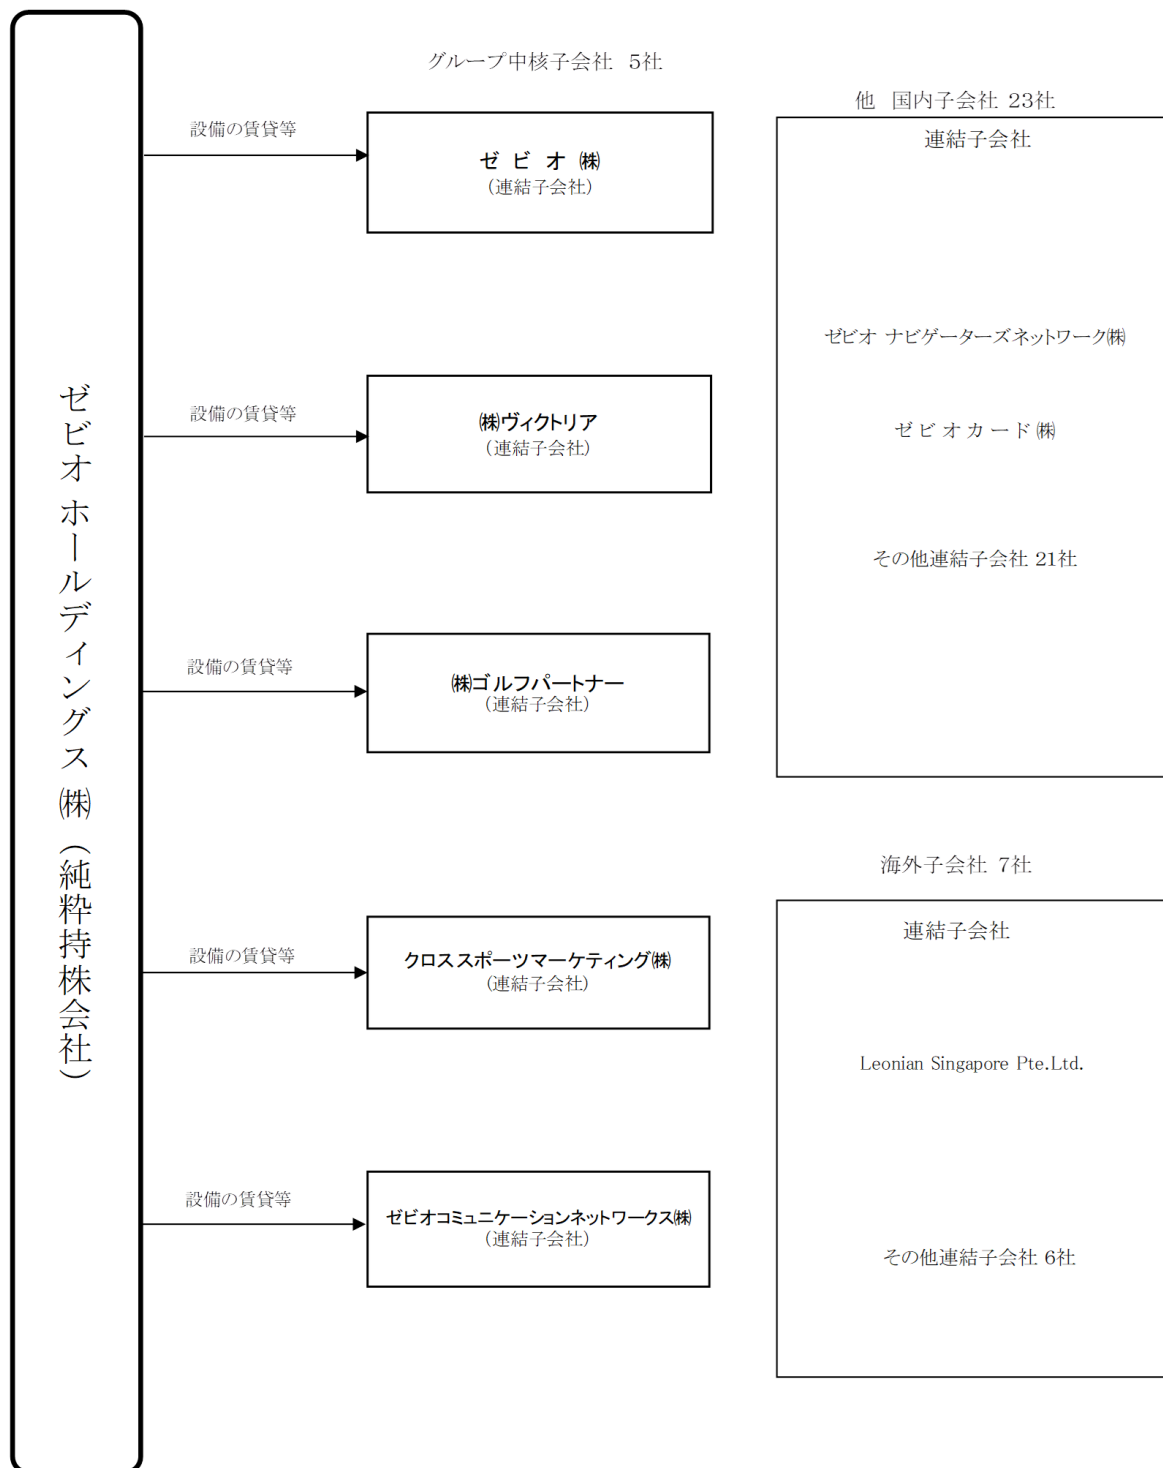 ゼビオホールディングス㈱(純粋持株会社)
グループ中核子会社 5社
設備の賃貸等
ゼビオ㈱
(連結子会社)
設備の賃貸等
㈱ヴィクトリア
(連結子会社)
設備の賃貸等
㈱ゴルフパートナー
(連結子会社)
設備の賃貸等
クロススポーツマーケティング㈱
(連結子会社)
設備の賃貸等
ゼビオコミュニケーションネットワークス㈱
(連結子会社)
他 国内子会社 23社
連結子会社
ゼビオ ナビゲーターズネットワーク㈱
ゼビオカード㈱
その他連結子会社 21社
海外子会社 7社
連結子会社
Leonian Singapore Pte.Ltd.
その他連結子会社 6社